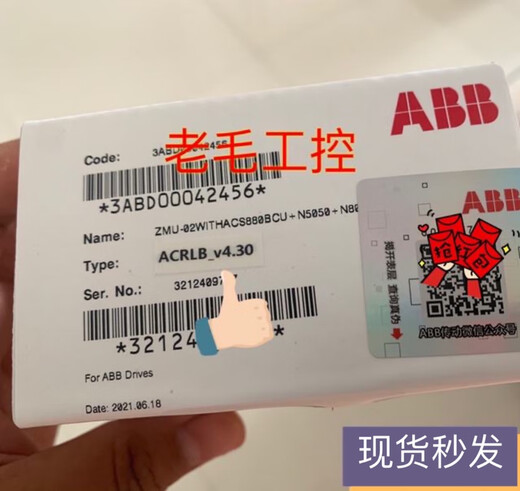 ABB
Code: 3ABD00042456
老毛工控
*3ABD00042456*
Name: ZMU-02WITHACS880BCU+N5050+N80
Type: ACRLB_v4.30
Ser. No.: 3212409
*32124
For ABB Drives
Date: 2021.06.18
ABB
揭开表层 查询真伪
ABB传动微信公众号
现货秒发